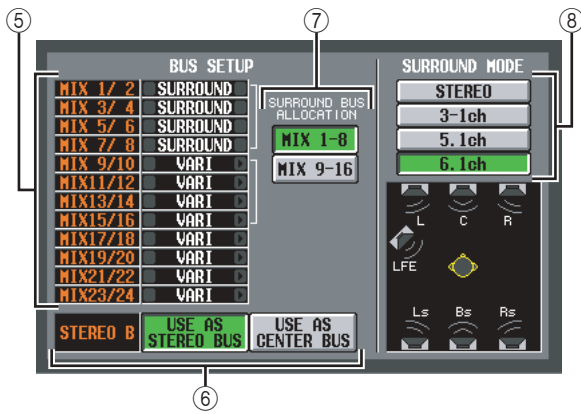 ⑤ ⑦ ⑧
BUS SETUP
MIX 1/ 2 SURROUND
MIX 3/ 4 SURROUND
MIX 5/ 6 SURROUND
MIX 7/ 8 SURROUND
MIX 9/10 VARI
MIX11/12 VARI
MIX13/14 VARI
MIX15/16 VARI
MIX17/18 VARI
MIX19/20 VARI
MIX21/22 VARI
MIX23/24 VARI
SURROUND BUS
ALLOCATION
MIX 1-8
MIX 9-16
SURROUND MODE
STEREO
3-1ch
5.1ch
6.1ch
L C R
LFE
Ls Bs Rs
STEREO B
USE AS
STEREO BUS
USE AS
CENTER BUS
⑥